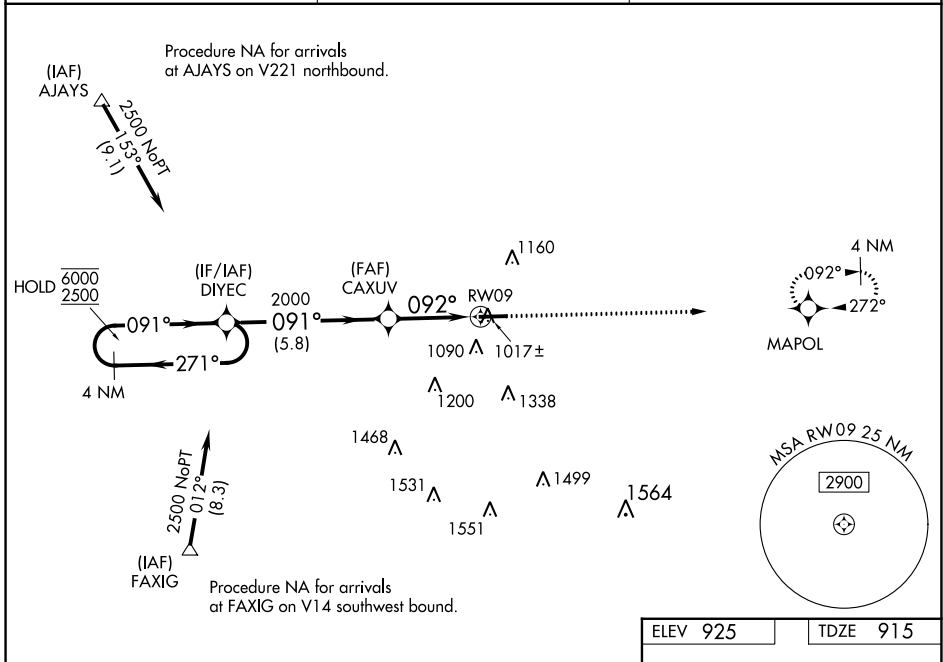 Procedure NA for arrivals
at AJAYS on V221 northbound.
(IAF)
AJAYS
2500 NoPT
153°
(9.1)
1160
4 NM
092°
272°
MAPOL
HOLD 6000
2500
(IF/IAF)
DIYEC
2000
091°
(5.8)
(FAF)
CAXUV
092°
RW09
091°
271°
4 NM
1090
1017±
1200
1338
1468
1531
1499
1551
1564
MSA RW09 25 NM
2900
2500 NoPT
012°
(8.3)
(IAF)
FAXIG
Procedure NA for arrivals
at FAXIG on V14 southwest bound.
ELEV 925
TDZE 915